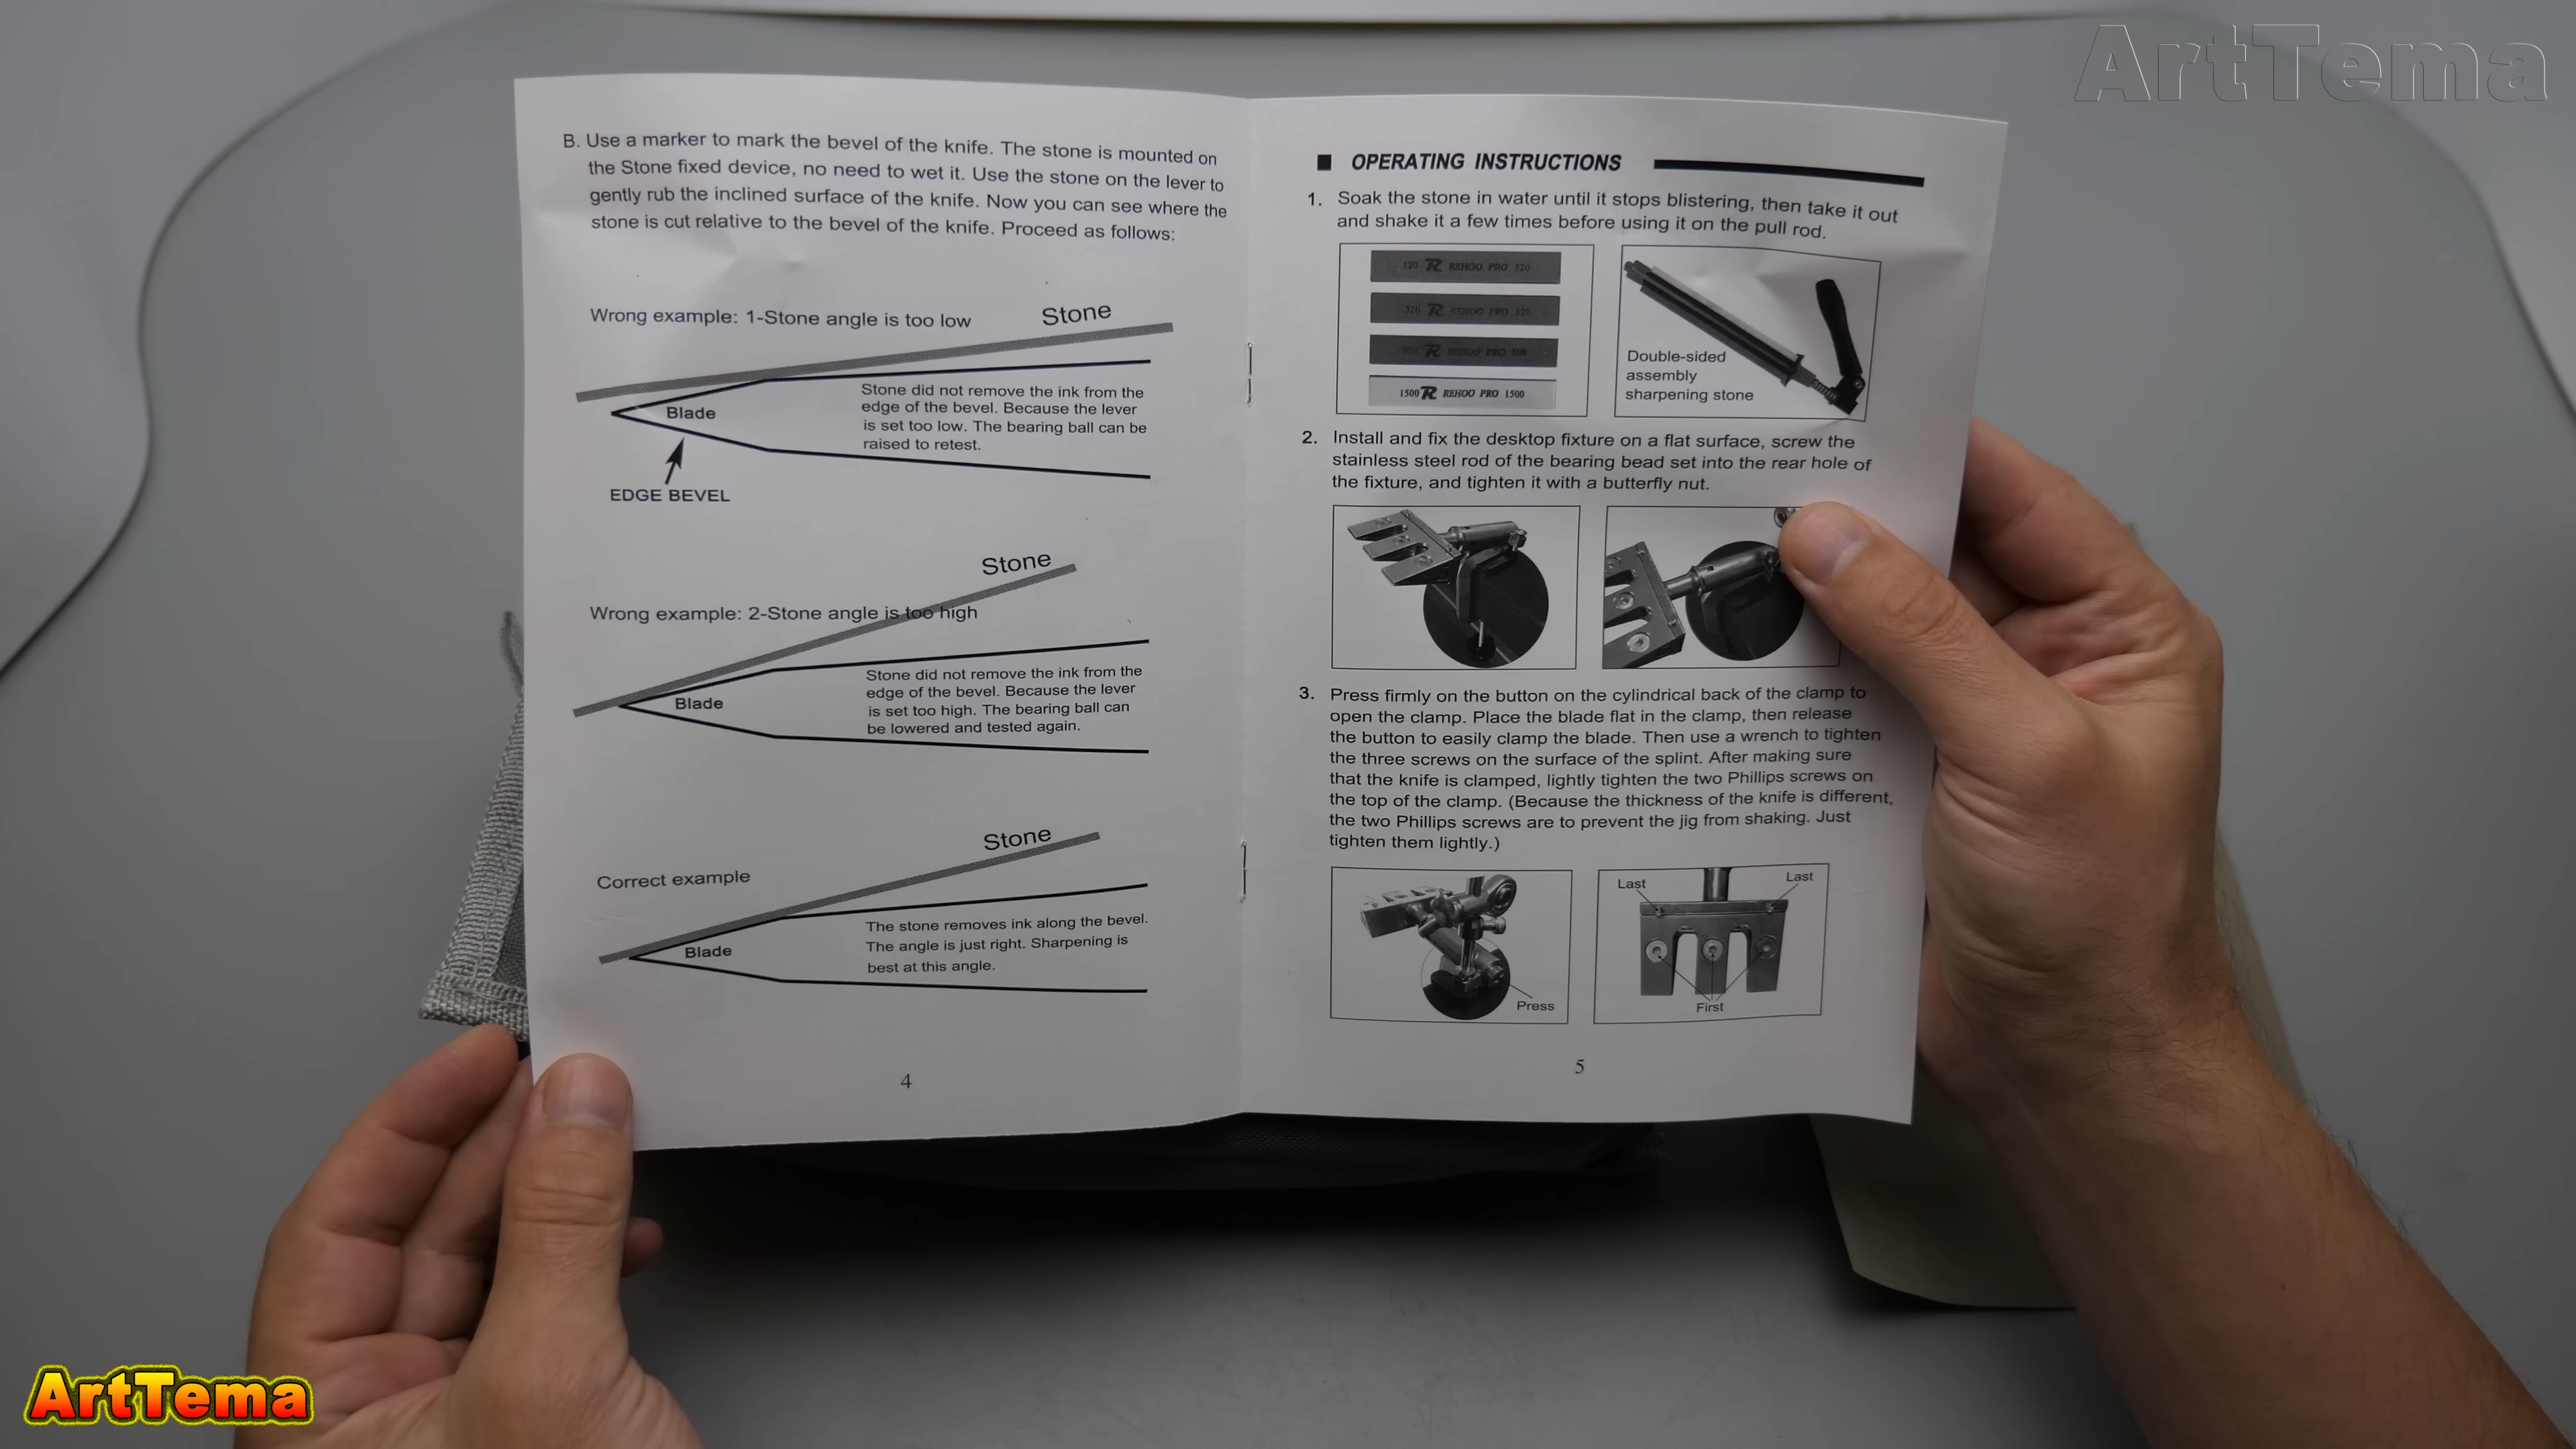 ArtTema
B. Use a marker to mark the bevel of the knife. The stone is mounted on
the Stone fixed device, no need to wet it. Use the stone on the lever to
gently rub the inclined surface of the knife. Now you can see where the
stone is cut relative to the bevel of the knife. Proceed as follows:
Wrong example: 1-Stone angle is too low
Stone
Blade
Stone did not remove the ink from the
edge of the bevel. Because the lever
is set too low. The bearing ball can be
raised to retest.
EDGE BEVEL
Stone
Wrong example: 2-Stone angle is too high
Blade
Stone did not remove the ink from the
edge of the bevel. Because the lever
is set too high. The bearing ball can
be lowered and tested again.
Stone
Correct example
Blade
The stone removes ink along the bevel.
The angle is just right. Sharpening is
best at this angle.
4
■ OPERATING INSTRUCTIONS
1. Soak the stone in water until it stops blistering, then take it out
and shake it a few times before using it on the pull rod.
120 R REHOO PRO 120
320 R REHOO PRO 320
600 R REHOO PRO 600
1500 R REHOO PRO 1500
Double-sided
assembly
sharpening stone
2. Install and fix the desktop fixture on a flat surface, screw the
stainless steel rod of the bearing bead set into the rear hole of
the fixture, and tighten it with a butterfly nut.
3. Press firmly on the button on the cylindrical back of the clamp to
open the clamp. Place the blade flat in the clamp, then release
the button to easily clamp the blade. Then use a wrench to tighten
the three screws on the surface of the splint. After making sure
that the knife is clamped, lightly tighten the two Phillips screws on
the top of the clamp. (Because the thickness of the knife is different,
the two Phillips screws are to prevent the jig from shaking. Just
tighten them lightly.)
Press
Last
Last
First
5
ArtTema